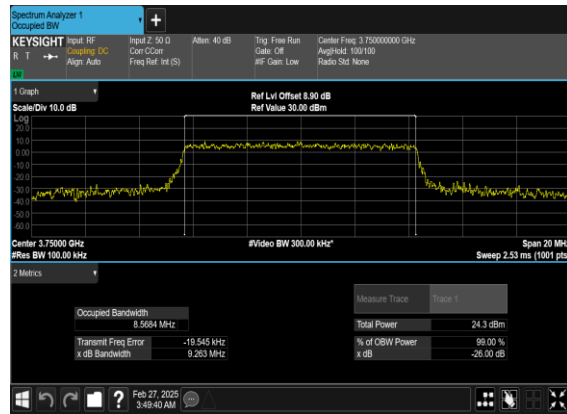 Spectrum Analyzer 1
Occupied BW
+
KEYSIGHT Input: RF Input Z: 50 Ω Atten: 40 dB Trig: Free Run Center Freq: 3.750000000 GHz
R T Coupling: DC Corr CCorr Gate: Off Avg|Hold: 100/100
Align: Auto Freq Ref: Int (S) #IF Gain: Low Radio Std: None
LW
1 Graph
Ref Lvl Offset 8.90 dB
Scale/Div 10.0 dB Ref Value 30.00 dBm
Log
20.0
10.0
0.00
-10.0
-20.0
-30.0
-40.0
-50.0
-60.0
Center 3.75000 GHz #Video BW 300.00 kHz* Span 20 MHz
#Res BW 100.00 kHz Sweep 2.53 ms (1001 pts)
2 Metrics
Measure Trace Trace 1
Occupied Bandwidth
8.5684 MHz Total Power 24.3 dBm
Transmit Freq Error -19.545 kHz % of OBW Power 99.00 %
x dB Bandwidth 9.263 MHz x dB -26.00 dB
? Feb 27, 2025
3:49:40 AM